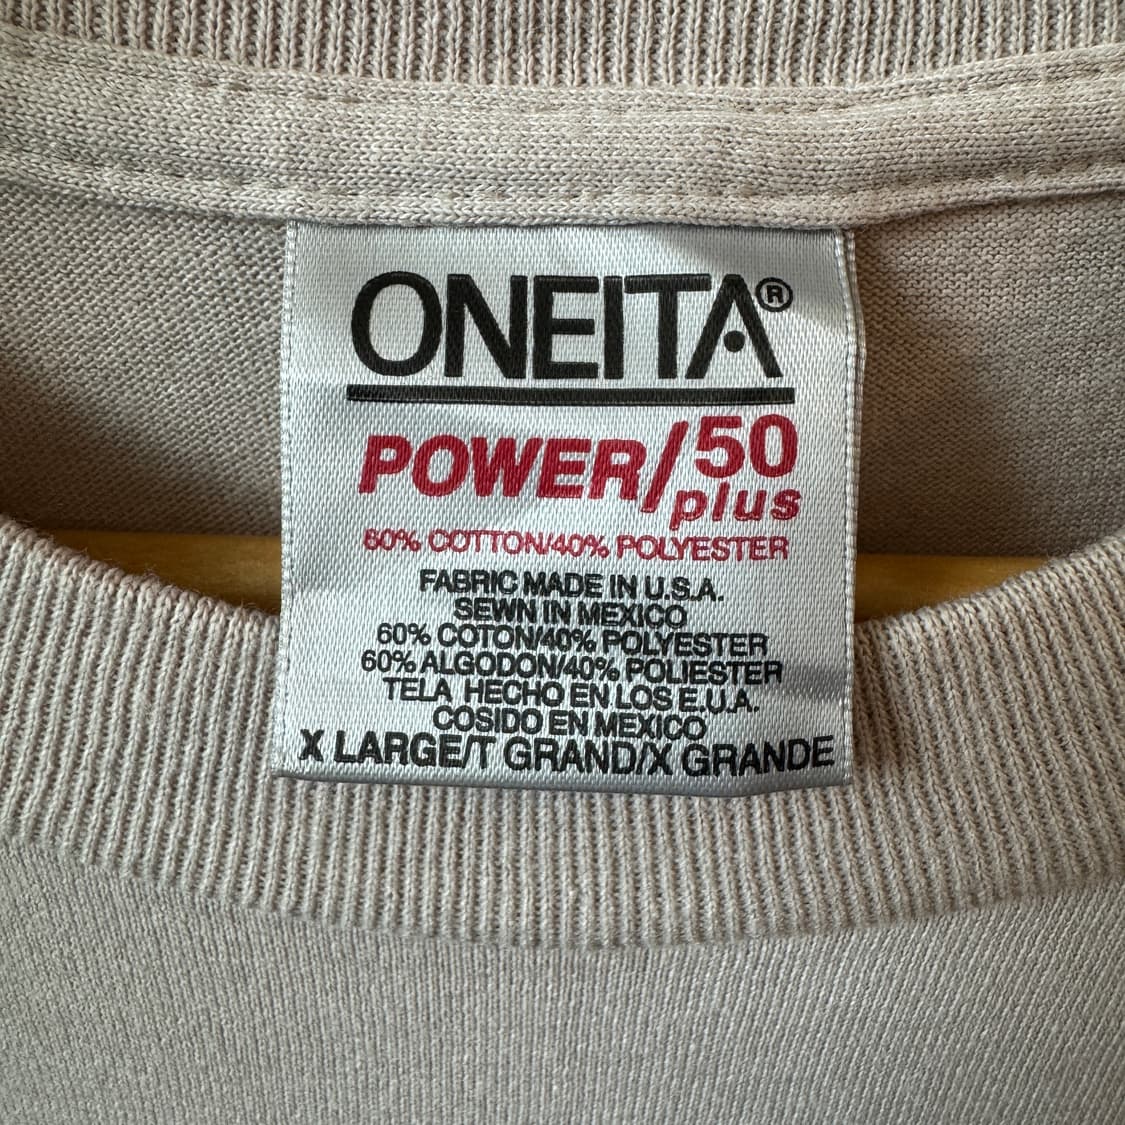 ONEITA®
POWER/50
plus
60% COTTON/40% POLYESTER
FABRIC MADE IN U.S.A.
SEWN IN MEXICO
60% COTON/40% POLYESTER
60% ALGODON/40% POLIESTER
TELA HECHO EN LOS E.U.A.
COSIDO EN MEXICO
X LARGE/T GRAND/X GRANDE